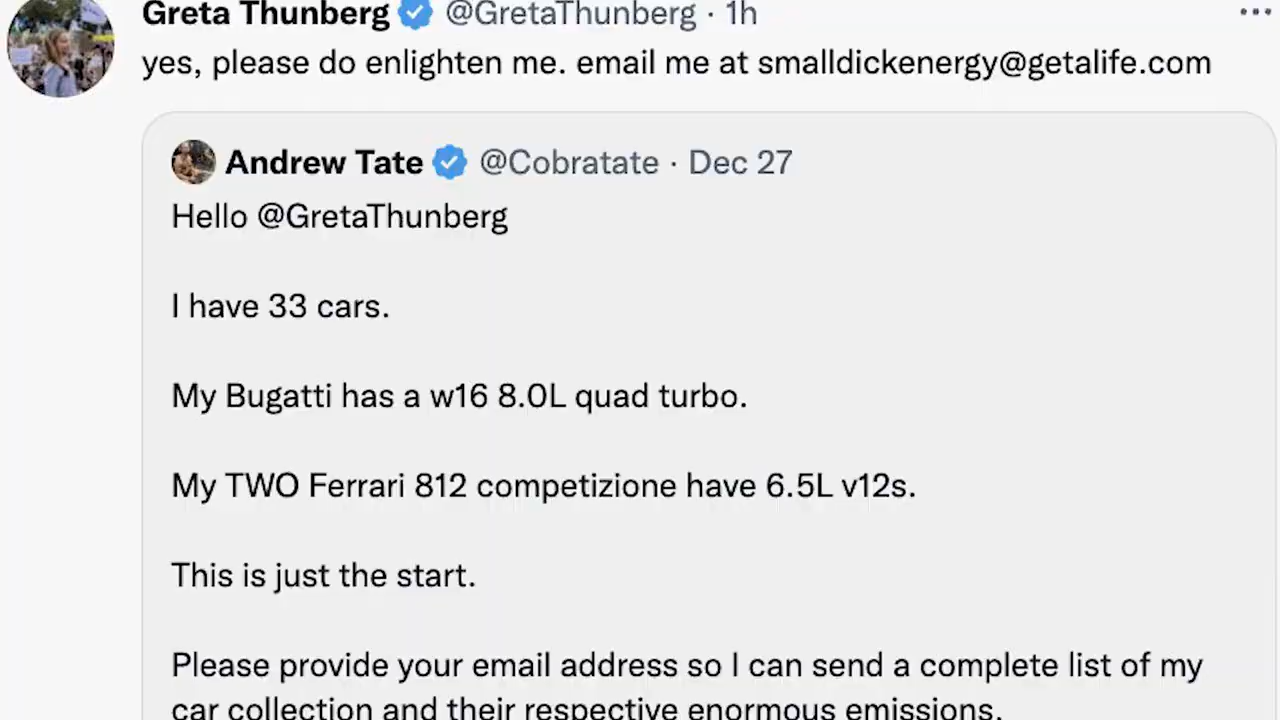 Greta Thunberg @GretaThunberg · 1h
yes, please do enlighten me. email me at smalldickenergy@getalife.com
Andrew Tate @Cobratate · Dec 27
Hello @GretaThunberg
I have 33 cars.
My Bugatti has a w16 8.0L quad turbo.
My TWO Ferrari 812 competizione have 6.5L v12s.
This is just the start.
Please provide your email address so I can send a complete list of my
car collection and their respective enormous emissions.